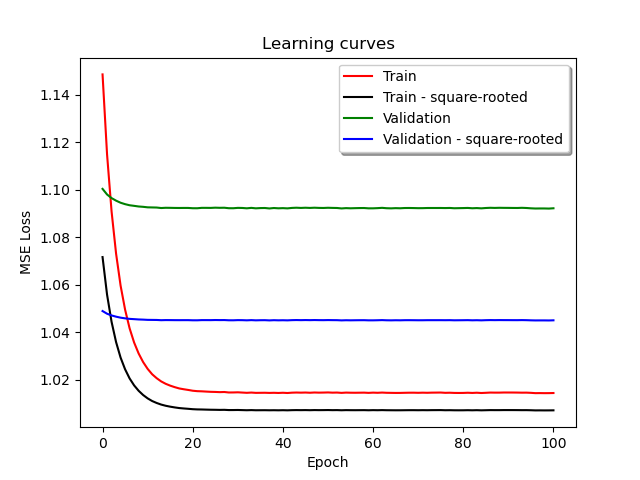 Learning curves
Train
Train - square-rooted
Validation
Validation - square-rooted
1.14
1.12
1.10
1.08
1.06
1.04
1.02
MSE Loss
0 20 40 60 80 100
Epoch